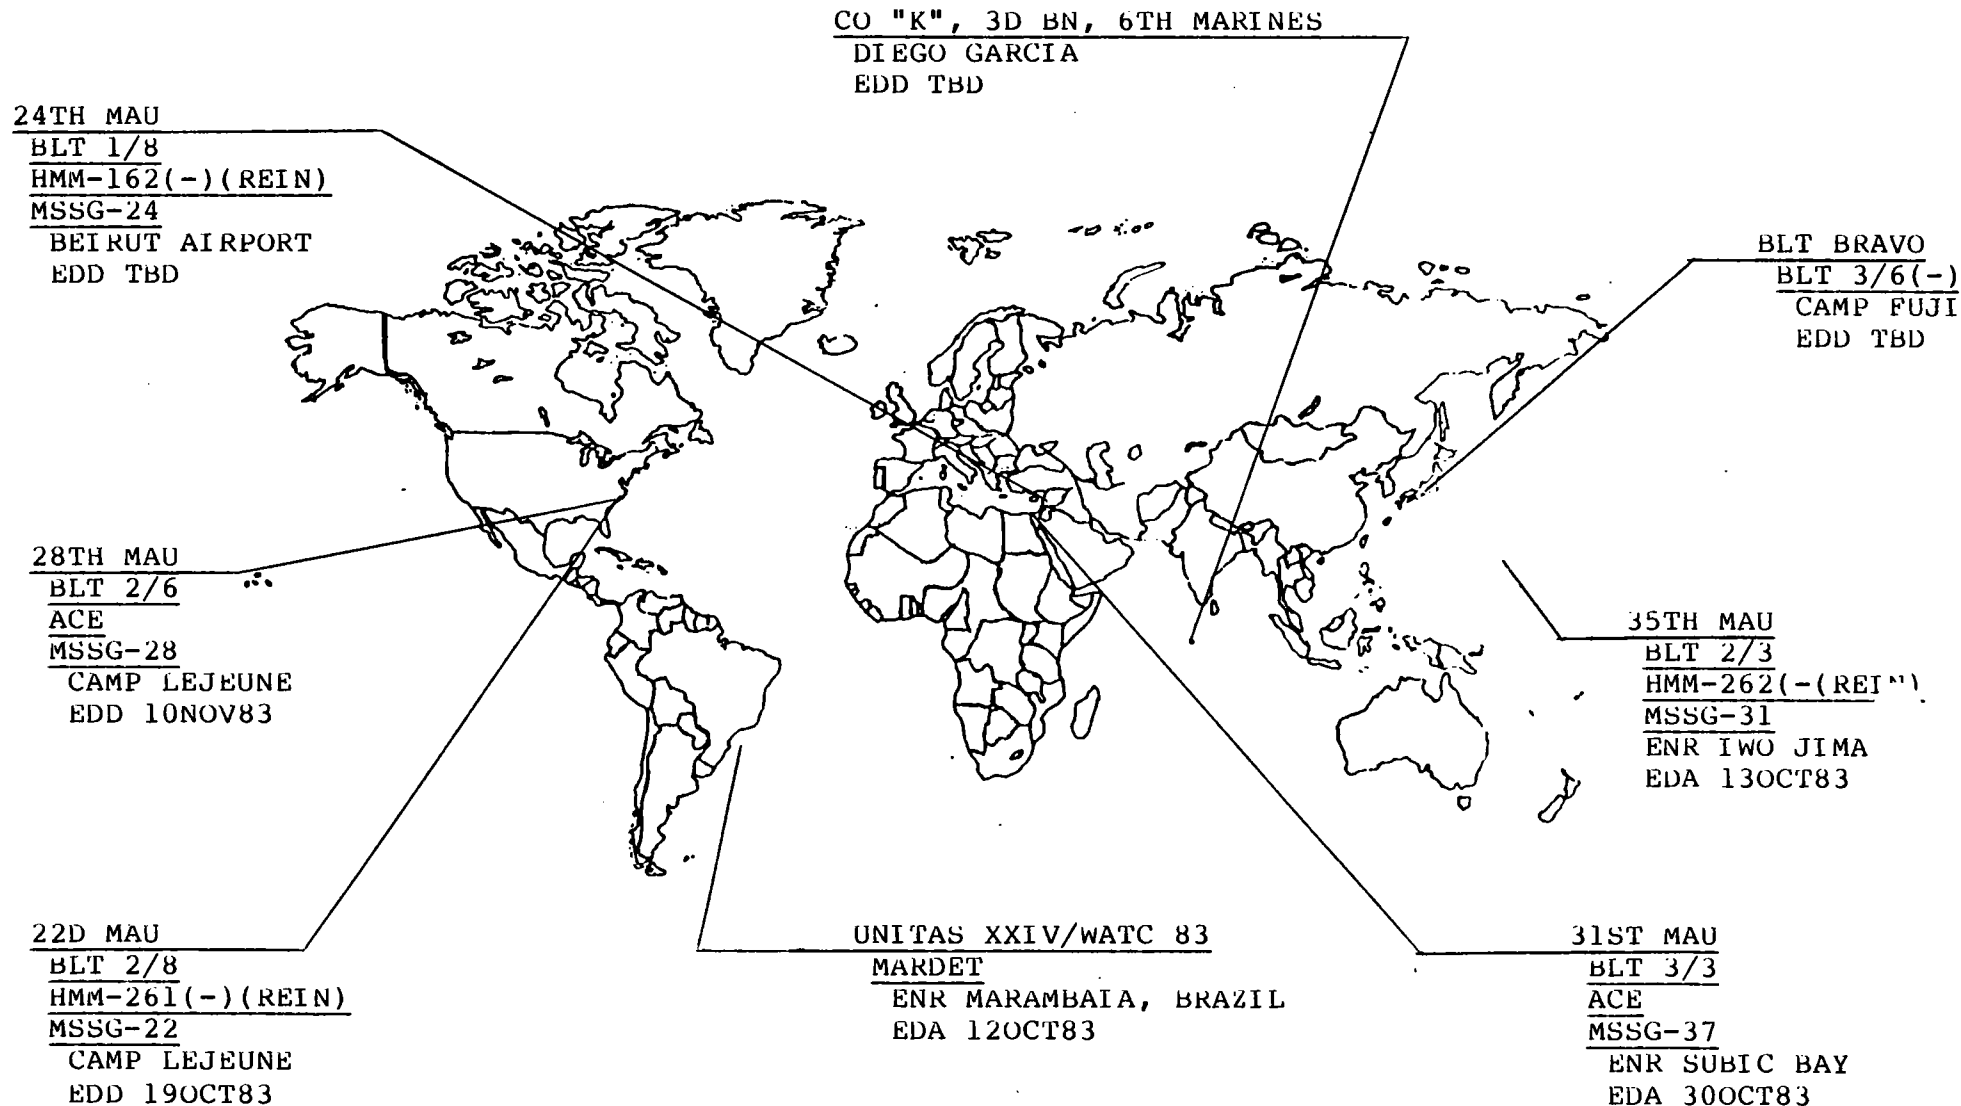 CO "K", 3D BN, 6TH MARINES
DIEGO GARCIA
EDD TBD
24TH MAU
BLT 1/8
HMM-162(-)(REIN)
MSSG-24
BEIRUT AIRPORT
EDD TBD
BLT BRAVO
BLT 3/6(-)
CAMP FUJI
EDD TBD
28TH MAU
BLT 2/6
ACE
MSSG-28
CAMP LEJEUNE
EDD 10NOV83
35TH MAU
BLT 2/3
HMM-262(-(REIN)
MSSG-31
ENR IWO JIMA
EDA 13OCT83
22D MAU
BLT 2/8
HMM-261(-)(REIN)
MSSG-22
CAMP LEJEUNE
EDD 19OCT83
UNITAS XXIV/WATC 83
MARDET
ENR MARAMBAIA, BRAZIL
EDA 12OCT83
31ST MAU
BLT 3/3
ACE
MSSG-37
ENR SUBIC BAY
EDA 30OCT83